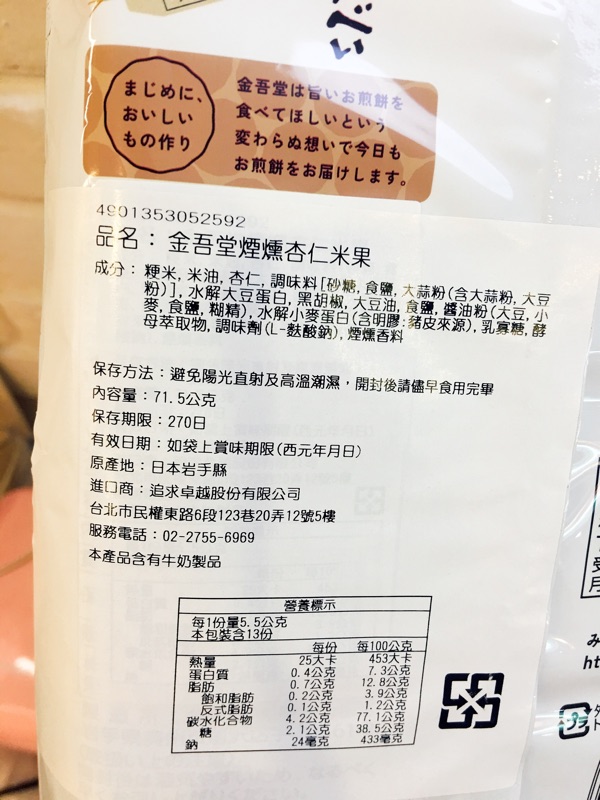 べい
まじめに、
おいしい
もの作り
金吾堂は旨いお煎餅を
食べてほしいという
変わらぬ想いで今日も
お煎餅をお届けします。
4901353052592
品名：金吾堂煙燻杏仁米果
成分：粳米, 米油, 杏仁, 調味料[砂糖, 食鹽, 大蒜粉(含大蒜粉, 大豆
粉)], 水解大豆蛋白, 黑胡椒, 大豆油, 食鹽, 醬油粉(大豆, 小
麥, 食鹽, 糊精), 水解小麥蛋白(含明膠:豬皮來源), 乳寡糖, 酵
母萃取物, 調味劑(L-麩酸鈉), 煙燻香料
保存方法：避免陽光直射及高溫潮濕，開封後請儘早食用完畢
內容量：71.5公克
保存期限：270日
有效日期：如袋上賞味期限(西元年月日)
原產地：日本岩手縣
進口商：追求卓越股份有限公司
台北市民權東路6段123巷20弄12號5樓
服務電話：02-2755-6969
本產品含有牛奶製品
營養標示
每1份量5.5公克
本包裝含13份
每份 每100公克
熱量 25大卡 453大卡
蛋白質 0.4公克 7.3公克
脂肪 0.7公克 12.8公克
飽和脂肪 0.2公克 3.9公克
反式脂肪 0.1公克 1.2公克
碳水化合物 4.2公克 77.1公克
糖 2.1公克 38.5公克
鈉 24毫克 433毫克
受
月
み
ht
プラ